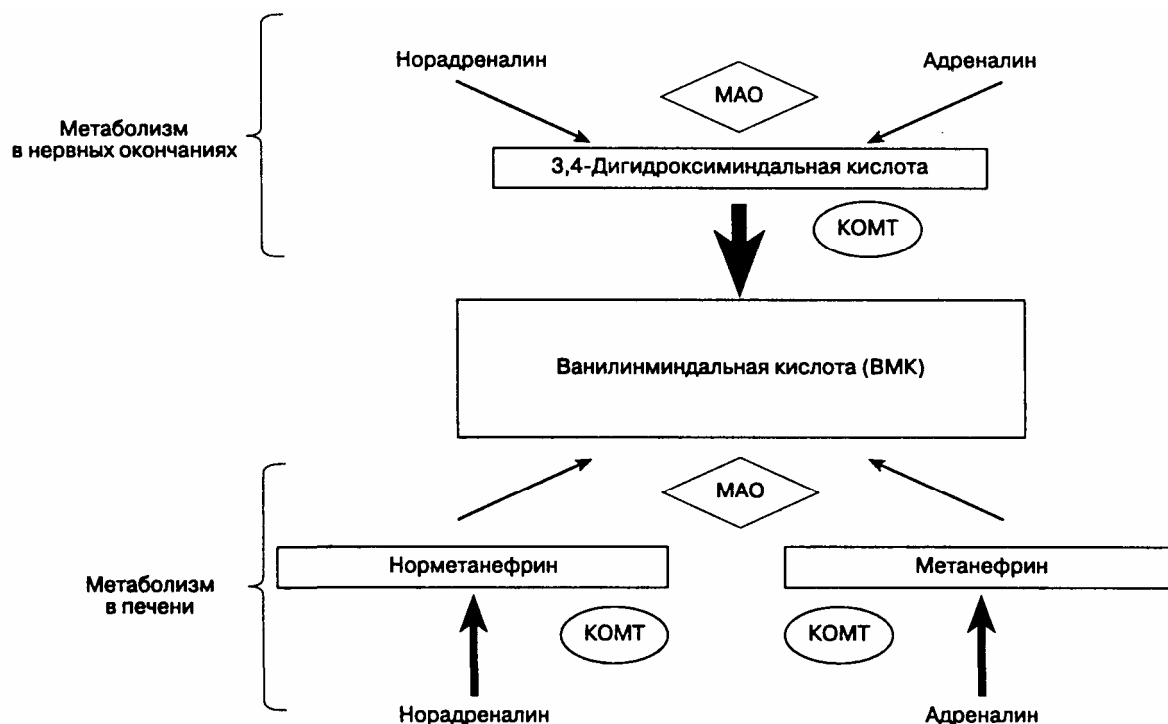 Норадреналин
Адреналин
МАО
Метаболизм
в нервных окончаниях
3,4-Дигидроксиминдальная кислота
КОМТ
Ванилинминдальная кислота (ВМК)
МАО
Норметанефрин
Метанефрин
Метаболизм
в печени
КОМТ
КОМТ
Норадреналин
Адреналин